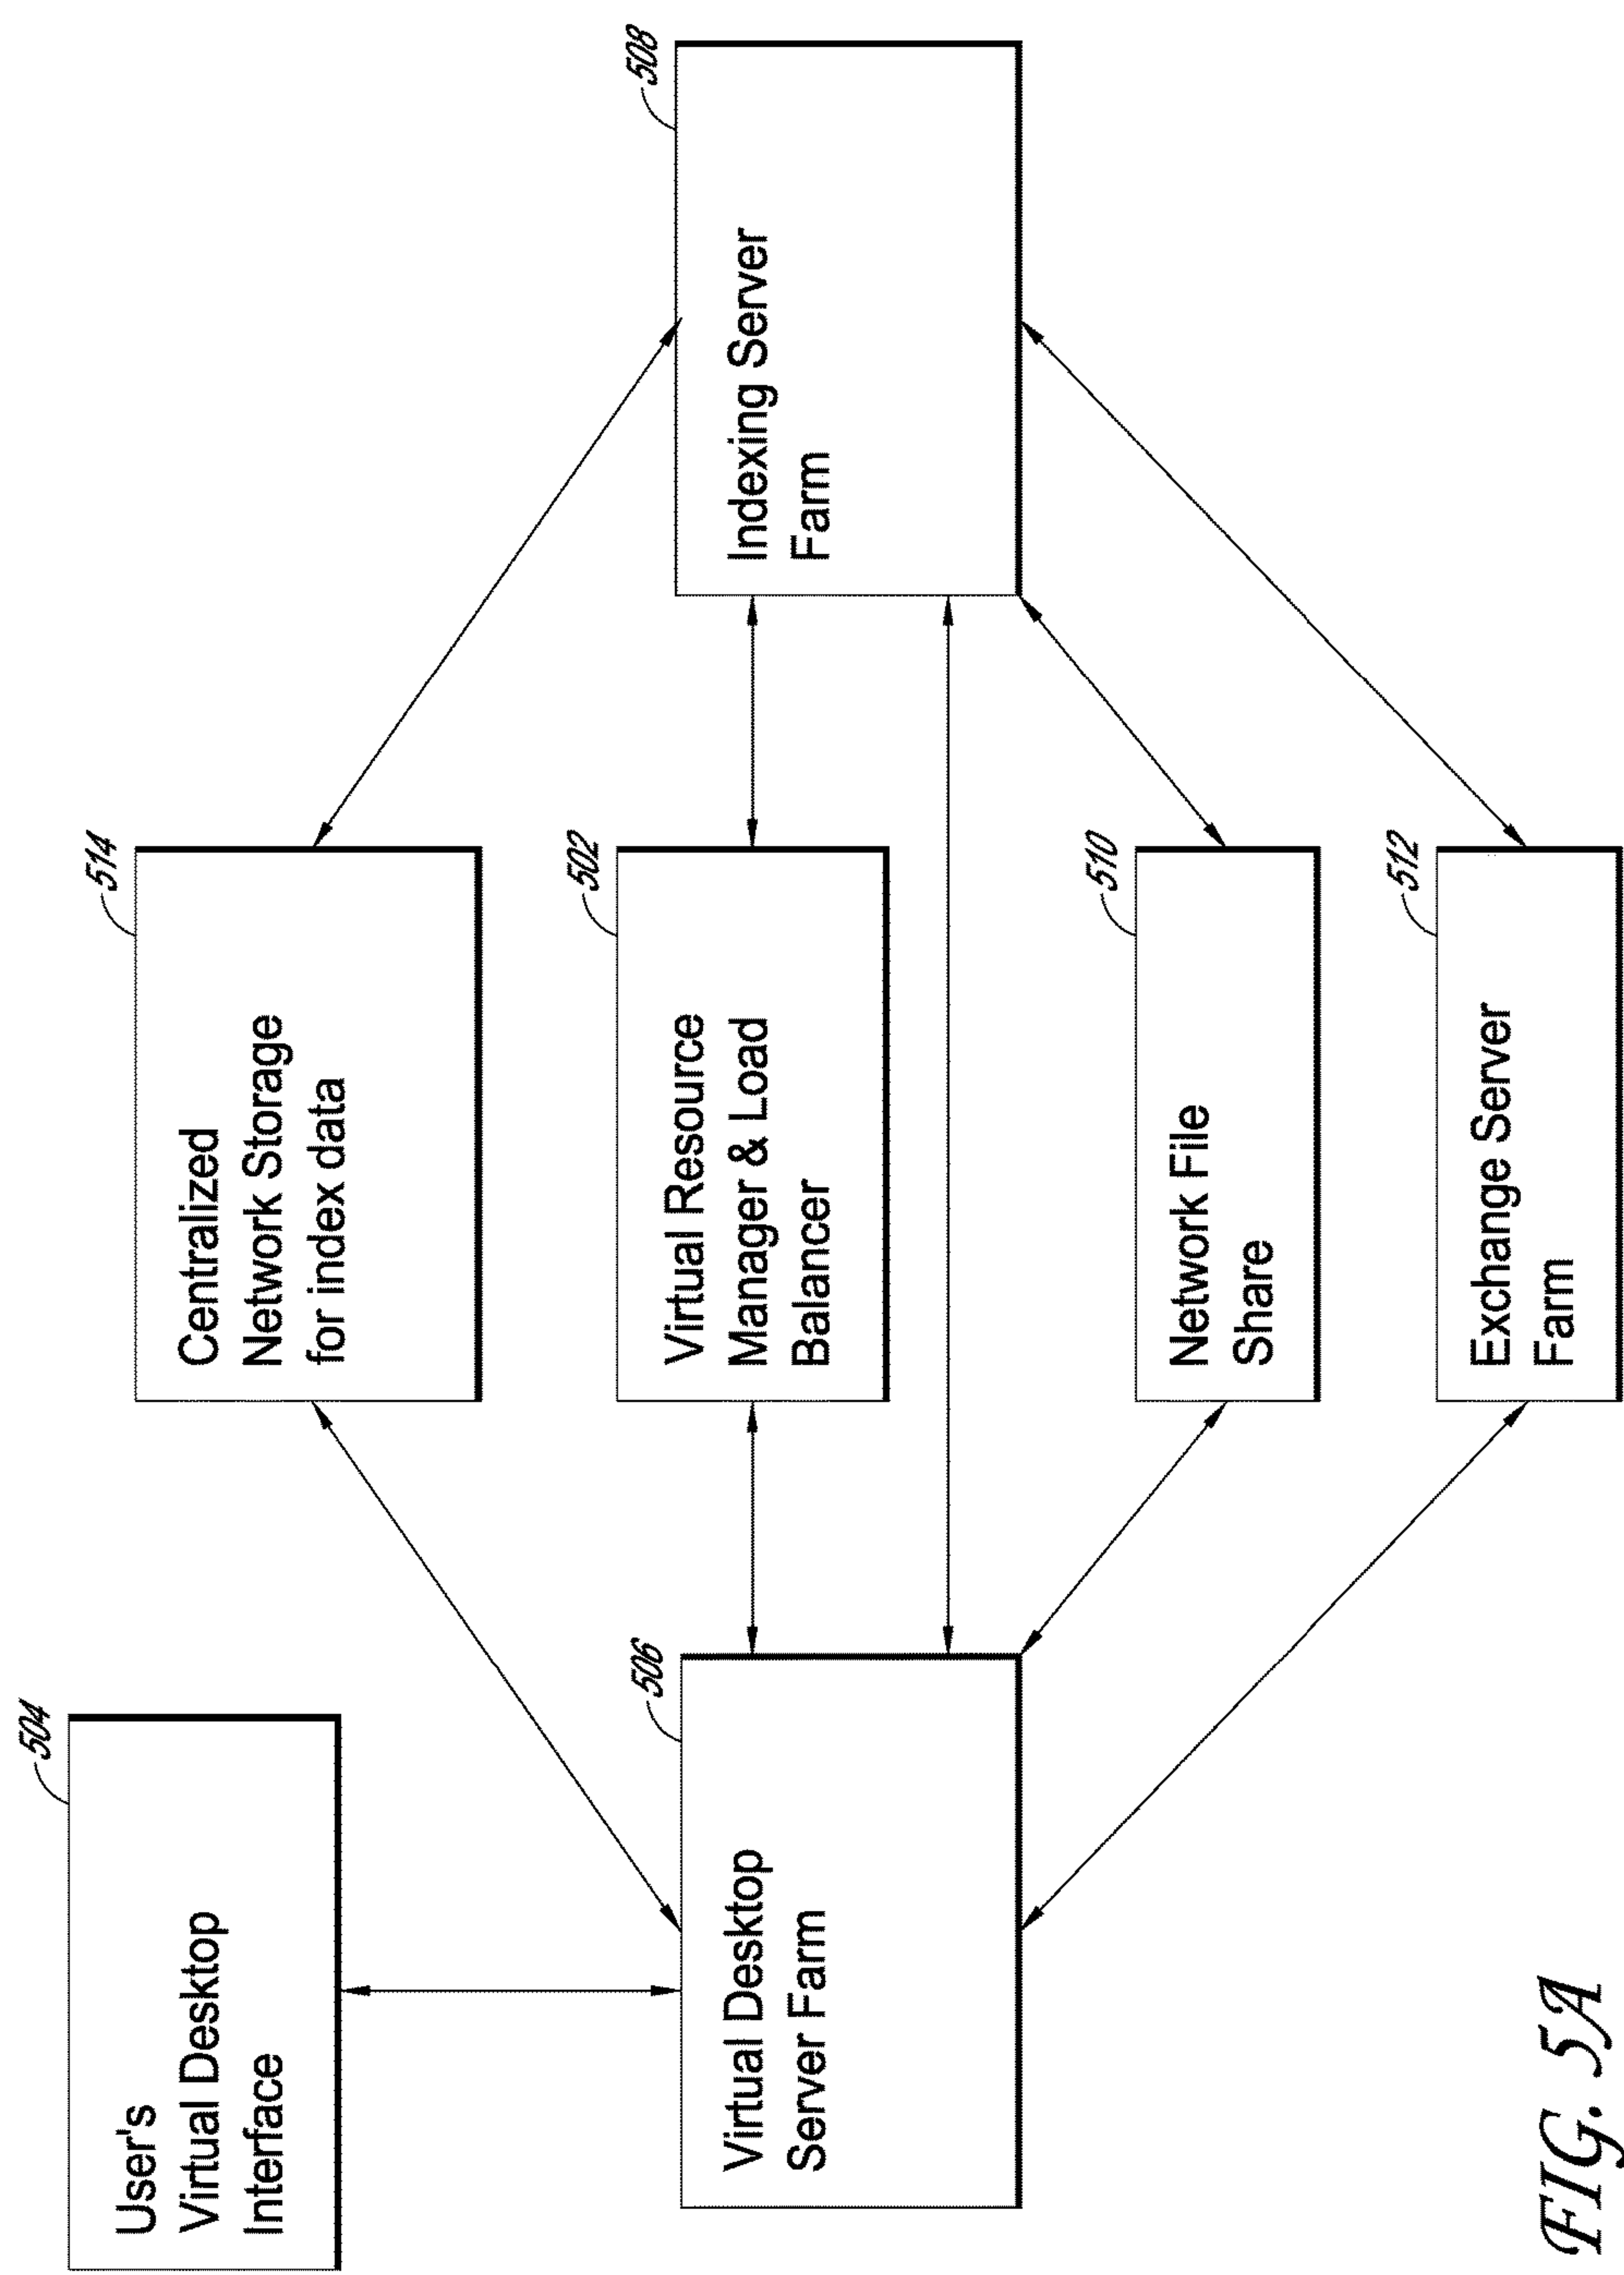 504
User's
Virtual Desktop
Interface
514
Centralized
Network Storage
for index data
502
Virtual Resource
Manager & Load
Balancer
506
Virtual Desktop
Server Farm
508
Indexing Server
Farm
510
Network File
Share
512
Exchange Server
Farm
FIG. 5A